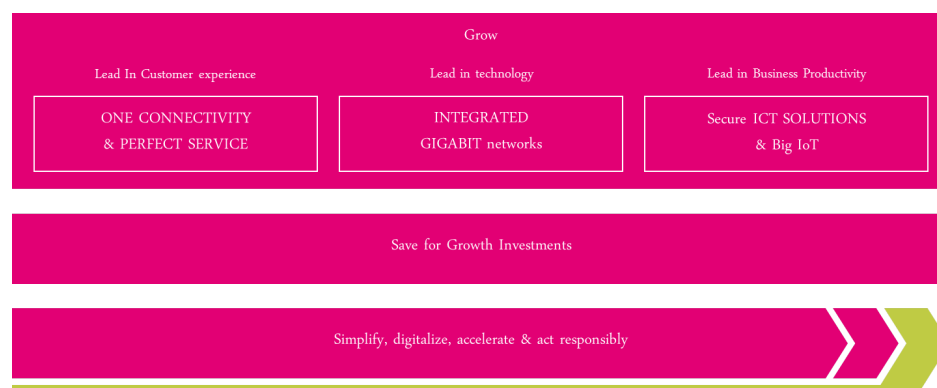 Grow
Lead In Customer experience
Lead in technology
Lead in Business Productivity
ONE CONNECTIVITY
& PERFECT SERVICE
INTEGRATED
GIGABIT networks
Secure ICT SOLUTIONS
& Big IoT
Save for Growth Investments
Simplify, digitalize, accelerate & act responsibly